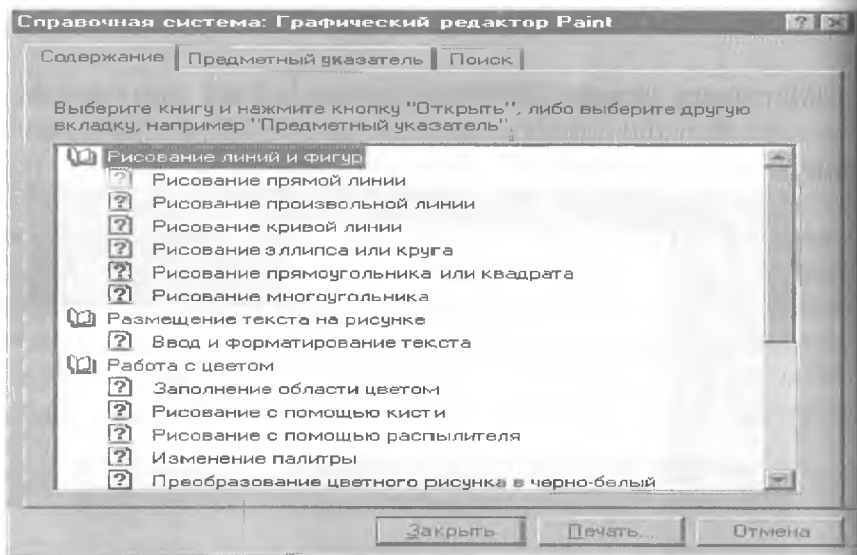 Справочная система: Графический редактор Paint
Содержание Предметный указатель Поиск
Выберите книгу и нажмите кнопку "Открыть", либо выберите другую
вкладку, например "Предметный указатель".
Рисование линий и фигур
Рисование прямой линии
Рисование произвольной линии
Рисование кривой линии
Рисование эллипса или круга
Рисование прямоугольника или квадрата
Рисование многоугольника
Размещение текста на рисунке
Ввод и форматирование текста
Работа с цветом
Заполнение области цветом
Рисование с помощью кисти
Рисование с помощью распылителя
Изменение палитры
Преобразование цветного рисунка в черно-белый
Закрыть Печать... Отмена